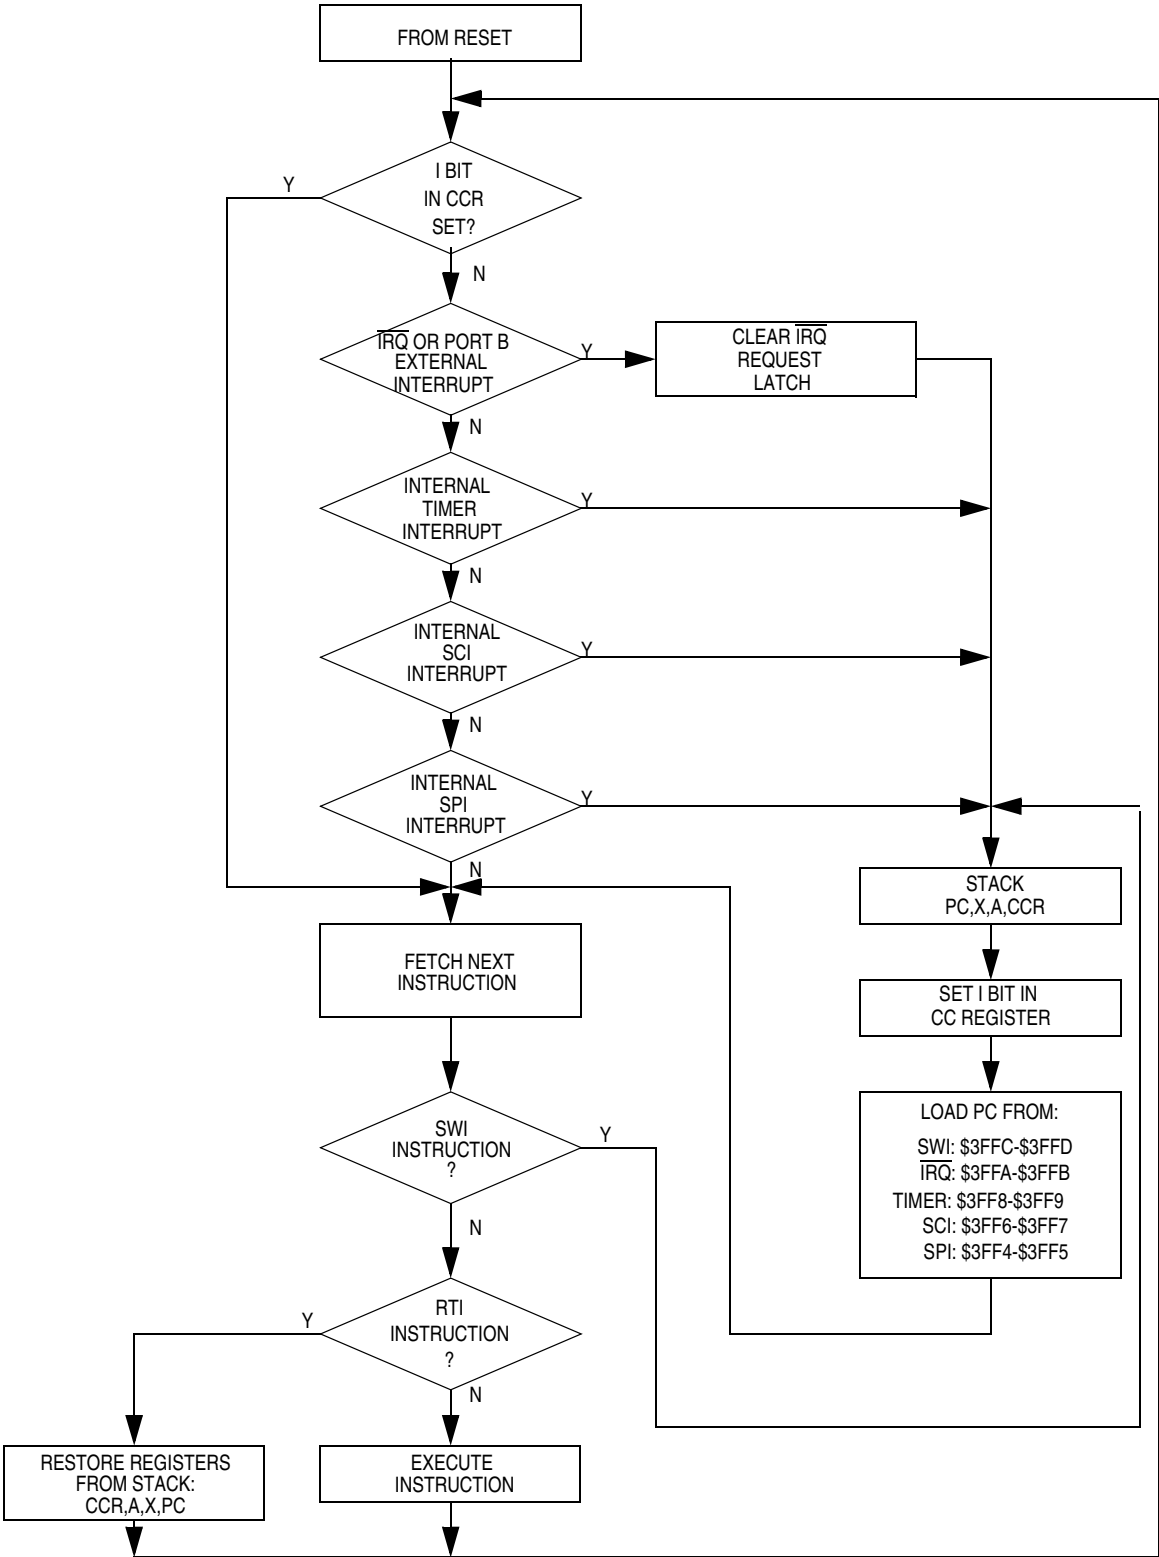 FROM RESET
I BIT
IN CCR
SET?
Y
N
I̅R̅Q̅ OR PORT B
EXTERNAL
INTERRUPT
Y
CLEAR I̅R̅Q̅
REQUEST
LATCH
N
INTERNAL
TIMER
INTERRUPT
Y
N
INTERNAL
SCI
INTERRUPT
Y
N
INTERNAL
SPI
INTERRUPT
Y
N
STACK
PC,X,A,CCR
FETCH NEXT
INSTRUCTION
SET I BIT IN
CC REGISTER
LOAD PC FROM:
SWI: $3FFC-$3FFD
I̅R̅Q̅: $3FFA-$3FFB
TIMER: $3FF8-$3FF9
SCI: $3FF6-$3FF7
SPI: $3FF4-$3FF5
SWI
INSTRUCTION
?
Y
N
RTI
INSTRUCTION
?
Y
N
RESTORE REGISTERS
FROM STACK:
CCR,A,X,PC
EXECUTE
INSTRUCTION